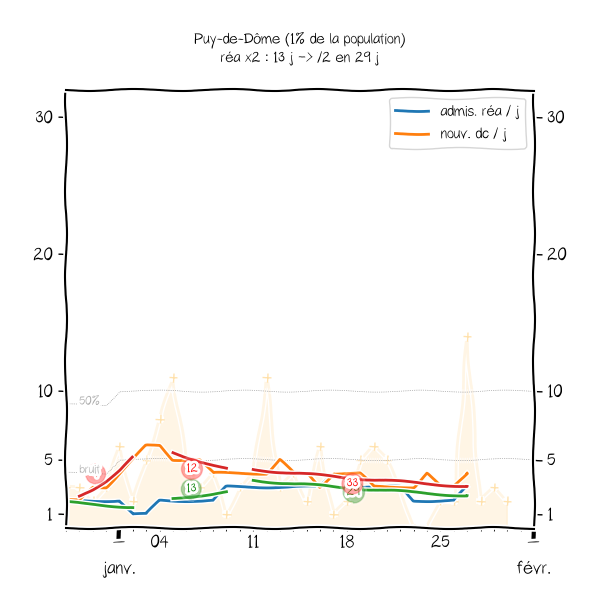 Puy-de-Dôme (1% de la population)
réa x2 : 13 j -> /2 en 29 j
admis. réa / j
nouv. dc / j
30
30
20
20
10
10
50%
5
5
bruit
12
13
33
1
1
04
11
18
25
janv.
févr.